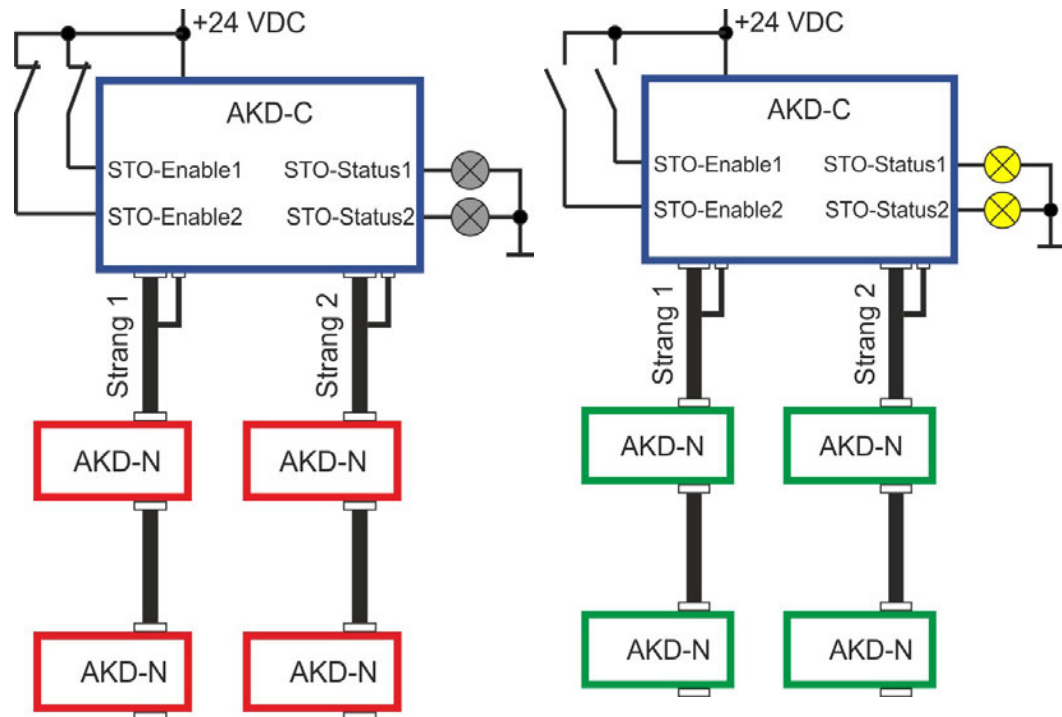 +24 VDC
AKD-C
STO-Enable1
STO-Status1
STO-Enable2
STO-Status2
Strang 1
Strang 2
AKD-N
AKD-N
AKD-N
AKD-N
+24 VDC
AKD-C
STO-Enable1
STO-Status1
STO-Enable2
STO-Status2
Strang 1
Strang 2
AKD-N
AKD-N
AKD-N
AKD-N